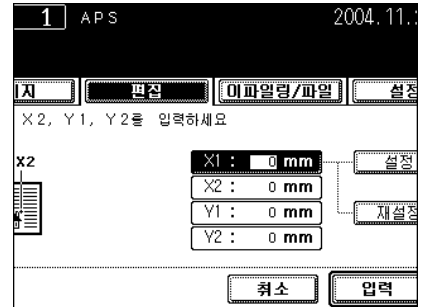 1 APS 2004.11.
편집 이파일링/파일 설정
X2, Y1, Y2를 입력하세요
X2
X1 : 0 mm 설정
X2 : 0 mm
Y1 : 0 mm 재설정
Y2 : 0 mm
취소 입력